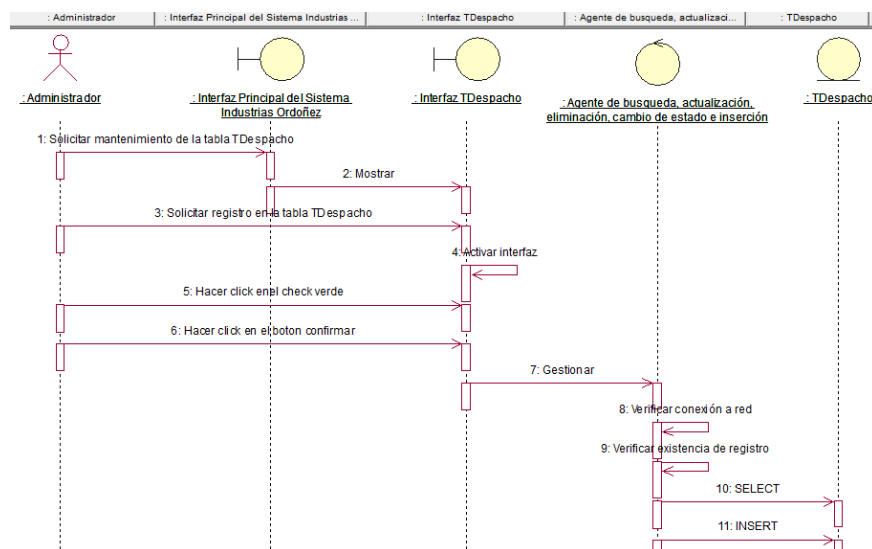 : Administrador
: Interfaz Principal del Sistema Industrias ...
: Interfaz TDespacho
: Agente de busqueda, actualizaci...
: TDespacho
: Administrador
: Interfaz Principal del Sistema
Industrias Ordoñez
: Interfaz TDespacho
: Agente de busqueda, actualización,
eliminación, cambio de estado e inserción
: TDespacho
1: Solicitar mantenimiento de la tabla TDespacho
2: Mostrar
3: Solicitar registro en la tabla TDespacho
4: Activar interfaz
5: Hacer click en el check verde
6: Hacer click en el boton confirmar
7: Gestionar
8: Verificar conexión a red
9: Verificar existencia de registro
10: SELECT
11: INSERT